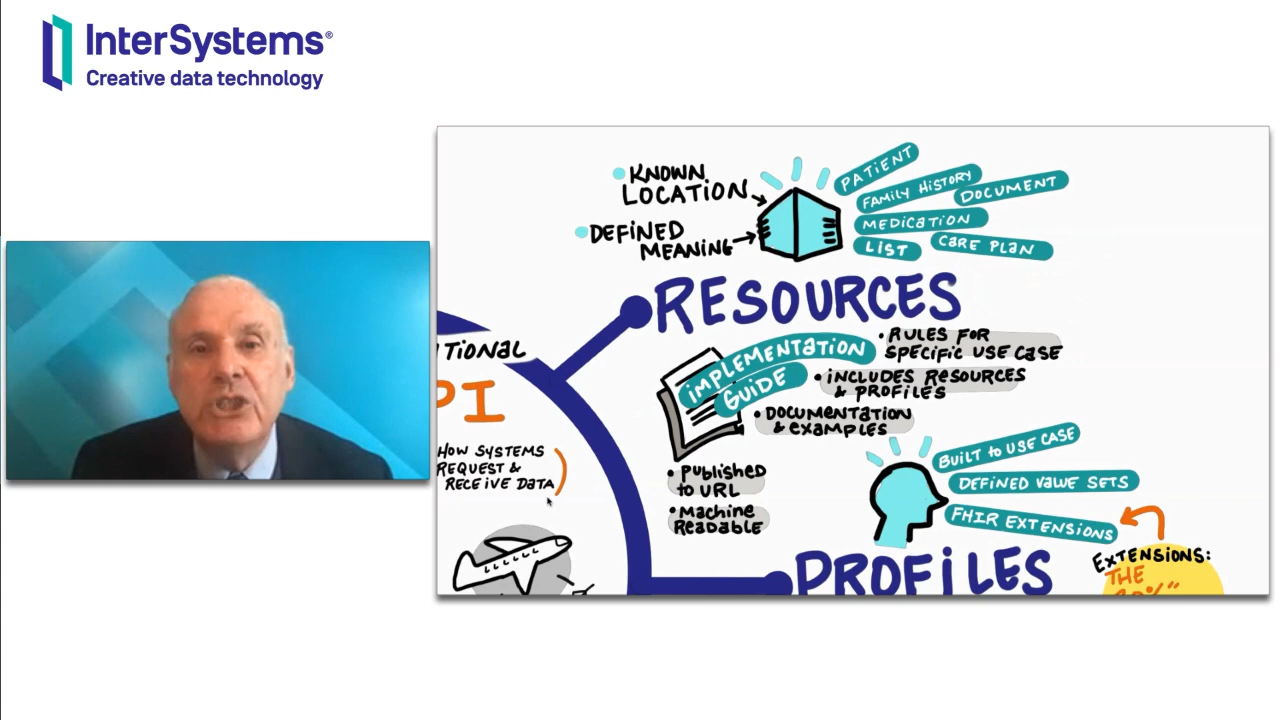 InterSystems®
Creative data technology
KNOWN
LOCATION
DEFINED
MEANING
PATIENT
FAMILY HISTORY
DOCUMENT
MEDICATION
LIST
CARE PLAN
RESOURCES
IMPLEMENTATION
GUIDE
• RULES FOR
SPECIFIC USE CASE
• INCLUDES RESOURCES
& PROFILES
• DOCUMENTATION
& EXAMPLES
• PUBLISHED
TO URL
• MACHINE
READABLE
TIONAL
PI
HOW SYSTEMS
REQUEST &
RECEIVE DATA
BUILT to USE CASE
DEFINED VALUE SETS
FHIR EXTENSIONS
PROFILES
EXTENSIONS:
THE